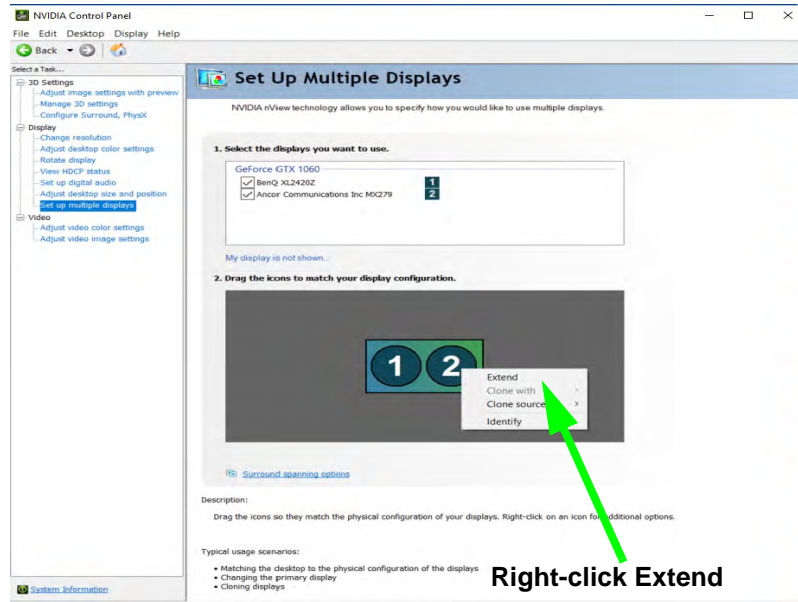 NVIDIA Control Panel
File Edit Desktop Display Help
Back
Select a Task...
3D Settings
Adjust image settings with preview
Manage 3D settings
Configure Surround, PhysX
Display
Change resolution
Adjust desktop color settings
Rotate display
View HDCP status
Set up digital audio
Adjust desktop size and position
Set up multiple displays
Video
Adjust video color settings
Adjust video image settings
System Information
Set Up Multiple Displays
NVIDIA nView technology allows you to specify how you would like to use multiple displays.
1. Select the displays you want to use.
GeForce GTX 1060
BenQ XL2420Z 1
Ancor Communications Inc MX279 2
My display is not shown...
2. Drag the icons to match your display configuration.
1 2
Extend
Clone with
Clone source
Identify
Surround spanning options
Description:
Drag the icons so they match the physical configuration of your displays. Right-click on an icon for additional options.
Typical usage scenarios:
• Matching the desktop to the physical configuration of the displays
• Changing the primary display
• Cloning displays
Right-click Extend